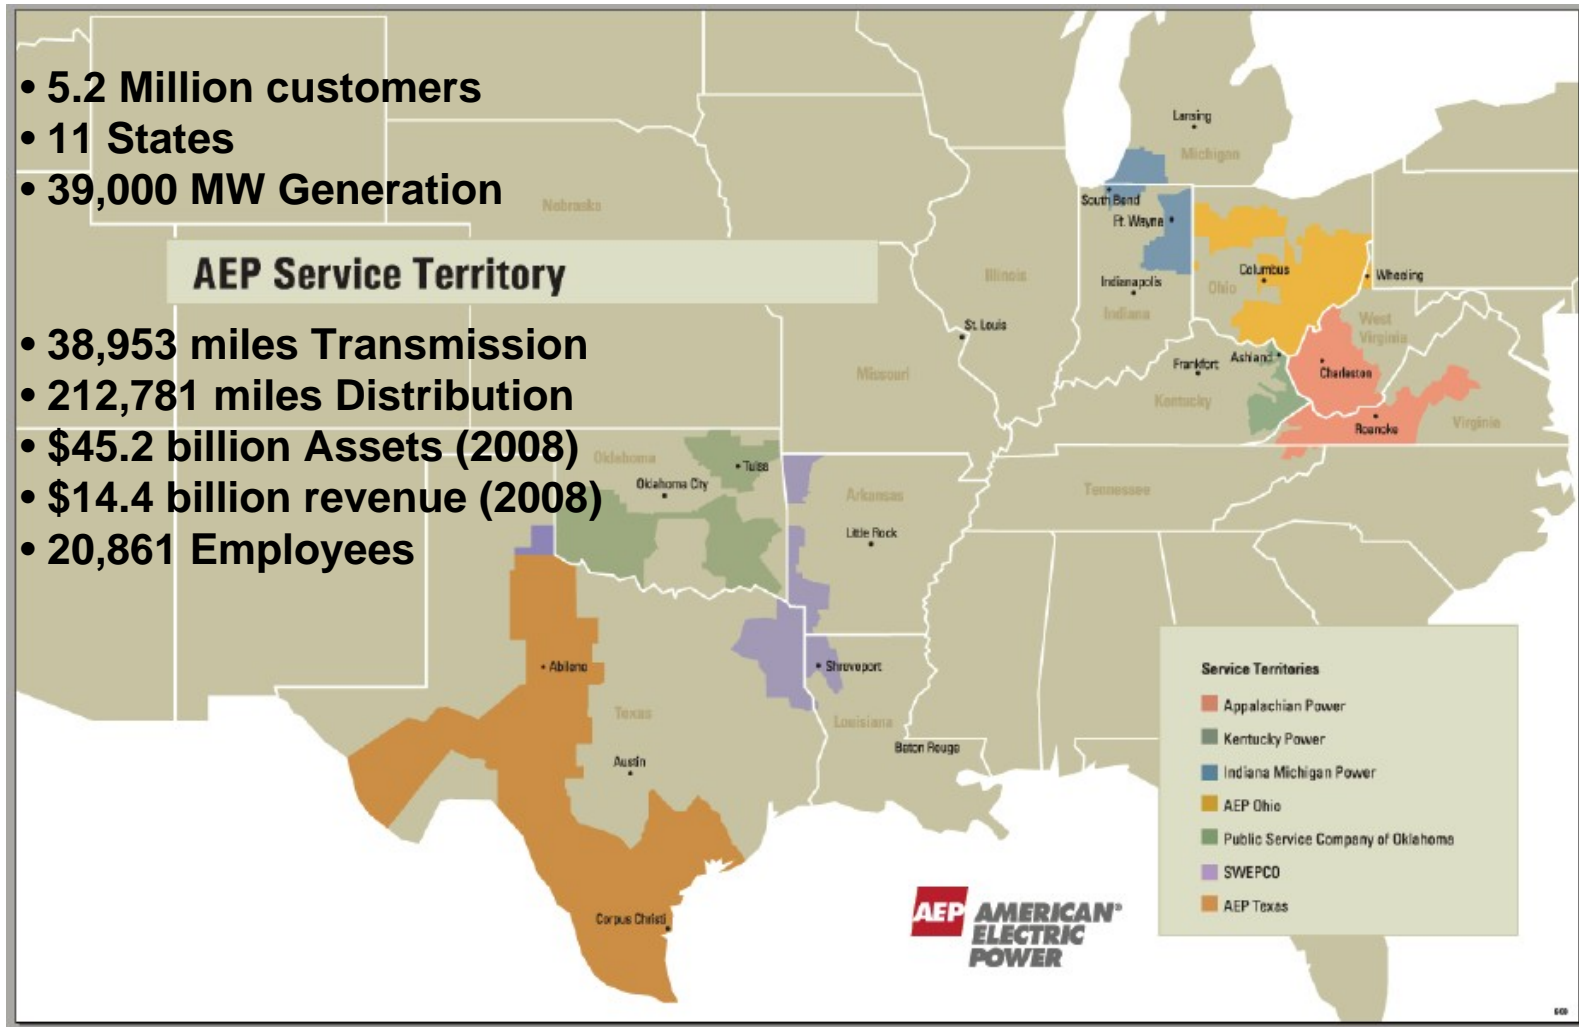 • 5.2 Million customers
• 11 States
• 39,000 MW Generation
AEP Service Territory
• 38,953 miles Transmission
• 212,781 miles Distribution
• $45.2 billion Assets (2008)
• $14.4 billion revenue (2008)
• 20,861 Employees
Lansing
Michigan
Nebraska
South Bend
Ft. Wayne
Illinois
Indianapolis
Indiana
Columbus
Ohio
Wheeling
St. Louis
West
Virginia
Missouri
Frankfort
Ashland
Charleston
Kentucky
Roanoke
Virginia
Oklahoma
Tulsa
Oklahoma City
Arkansas
Tennessee
Little Rock
Abilene
Shreveport
Texas
Louisiana
Austin
Baton Rouge
Corpus Christi
Service Territories
Appalachian Power
Kentucky Power
Indiana Michigan Power
AEP Ohio
Public Service Company of Oklahoma
SWEPCO
AEP Texas
AEP
AMERICAN®
ELECTRIC
POWER